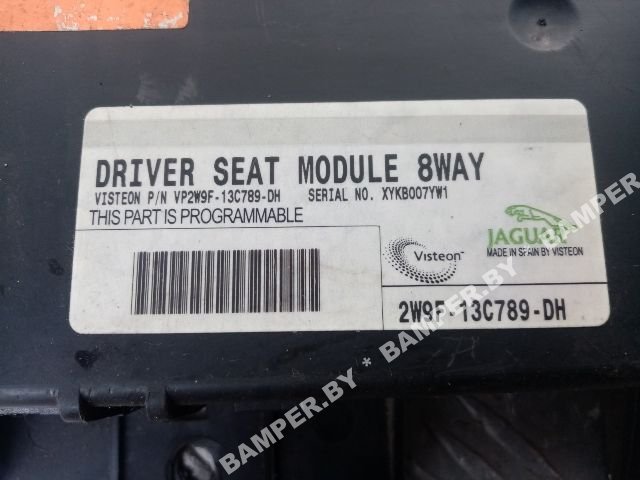 DRIVER SEAT MODULE 8WAY
VISTEON P/N VP2W9F-13C789-DH SERIAL NO. XYKB007YW1
THIS PART IS PROGRAMMABLE
JAGUAR
Visteon
MADE IN SPAIN BY VISTEON
2W9F-13C789-DH
BAMPER.BY * BAMPER.BY * BAMPER.BY